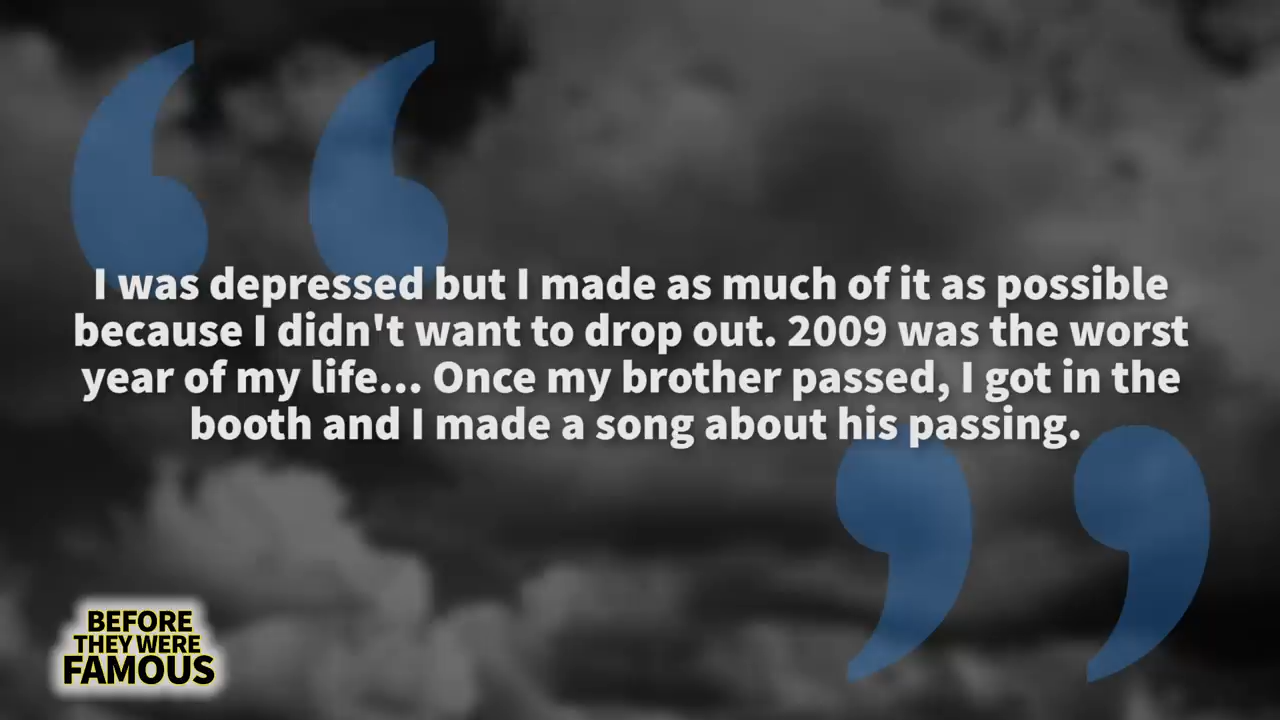 I was depressed but I made as much of it as possible
because I didn't want to drop out. 2009 was the worst
year of my life... Once my brother passed, I got in the
booth and I made a song about his passing.
BEFORE
THEY WERE
FAMOUS